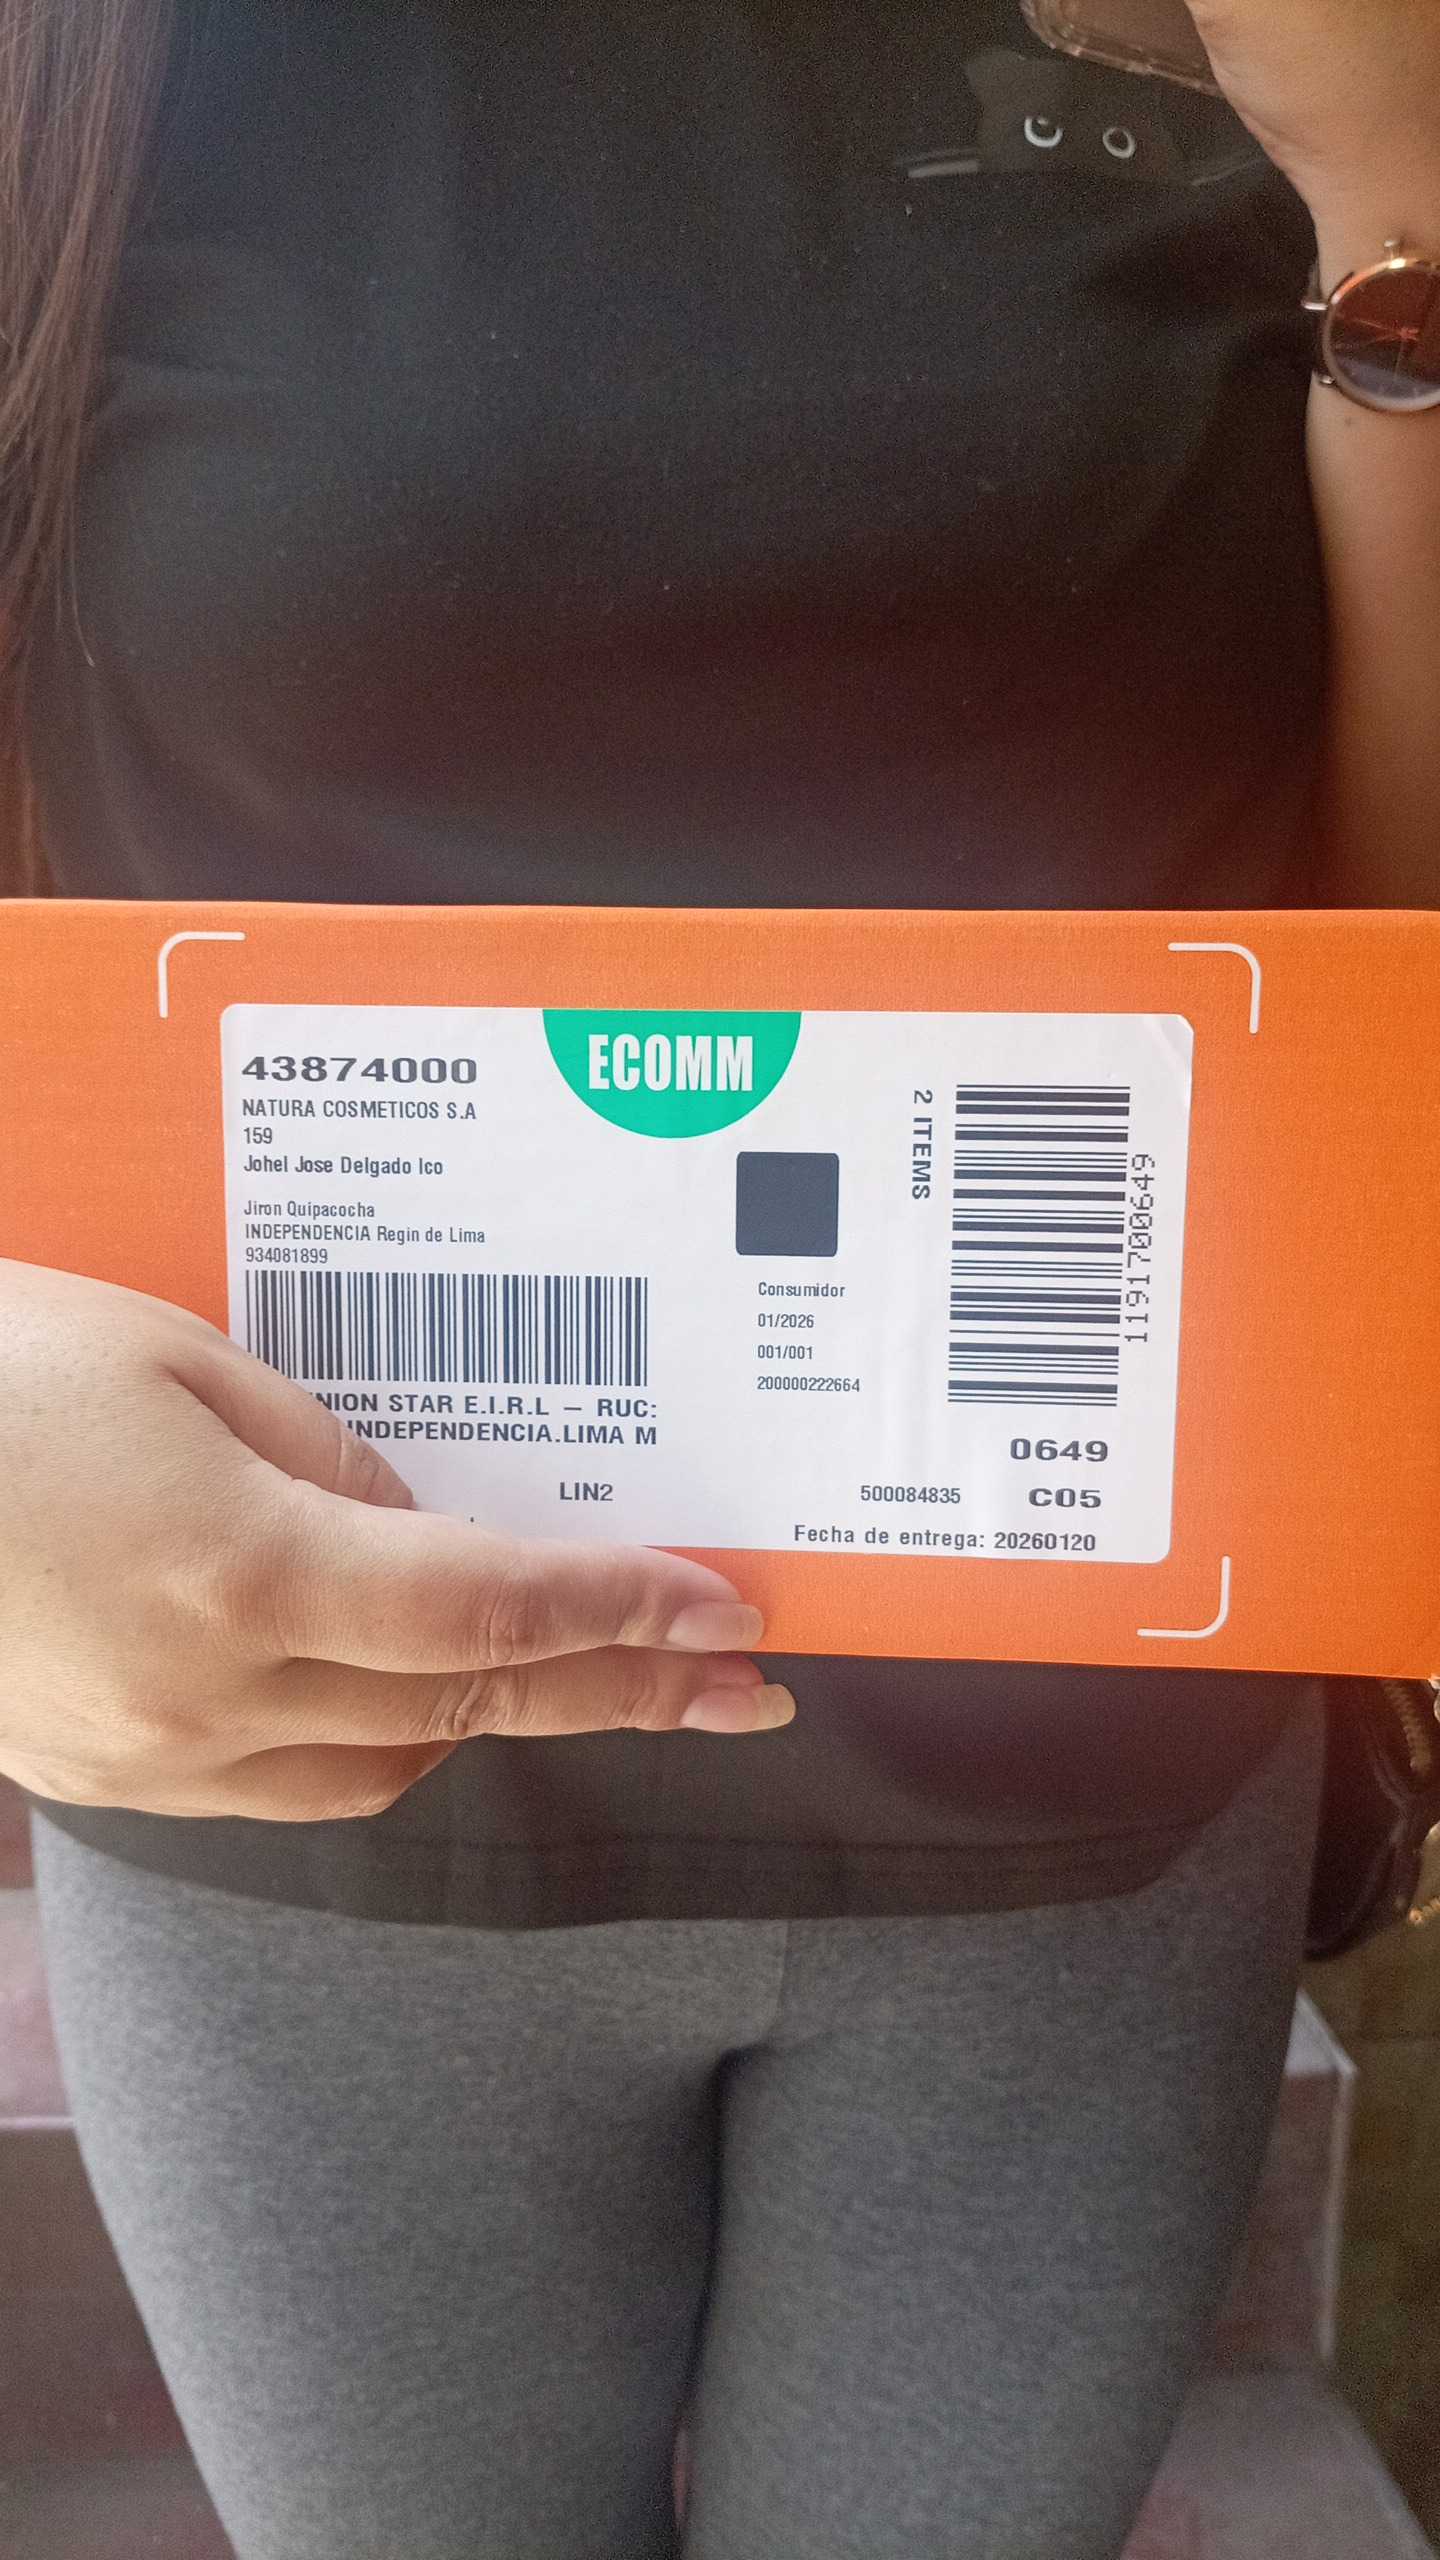 ECOMM
43874000
NATURA COSMETICOS S.A
159
Johel Jose Delgado Ico
Jiron Quipacocha
INDEPENDENCIA Regin de Lima
934081899
STAR E.I.R.L — RUC:
INDEPENDENCIA.LIMA M
LIN2
Consumidor
01/2026
001/001
200000222664
2 ITEMS
1191700649
0649
500084835 C05
Fecha de entrega: 20260120